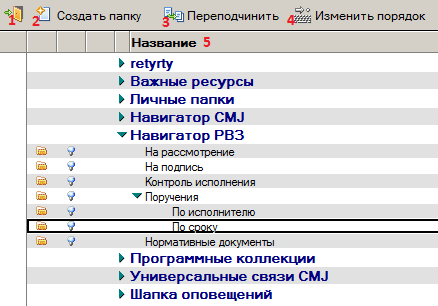 1 2 Создать папку 3 Переподчинить 4 Изменить порядок
Название 5
retyrty
Важные ресурсы
Личные папки
Навигатор CMJ
Навигатор РВЗ
На рассмотрение
На подпись
Контроль исполнения
Поручения
По исполнителю
По сроку
Нормативные документы
Программные коллекции
Универсальные связи CMJ
Шапка оповещений